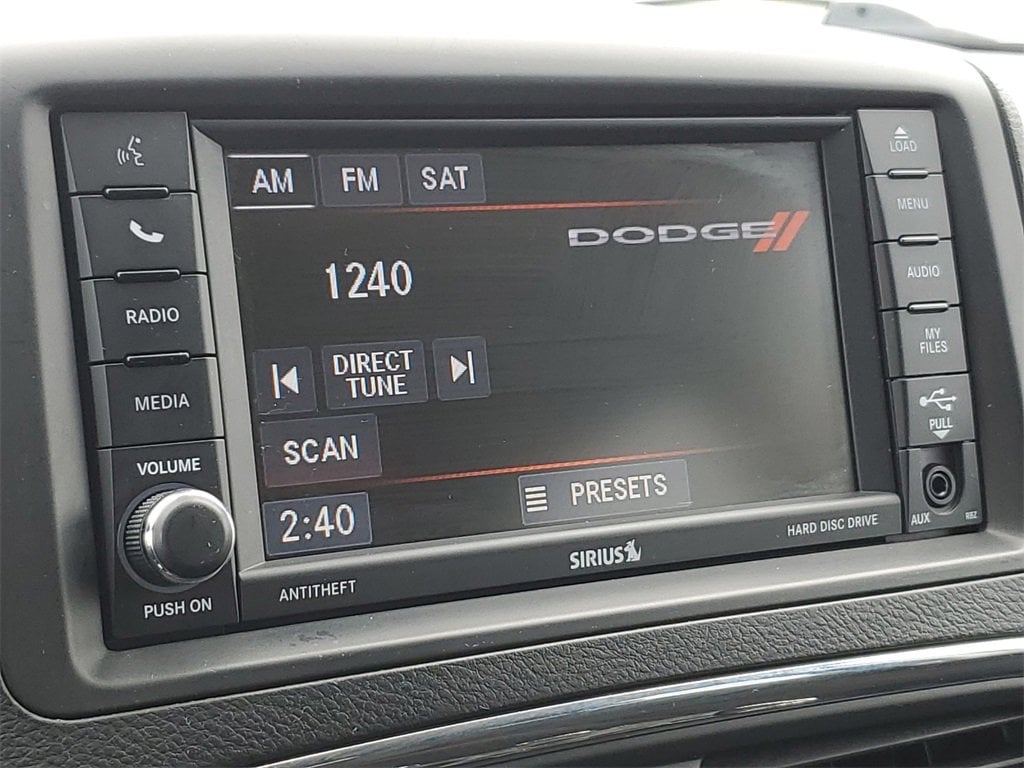 AM FM SAT
DODGE
1240
DIRECT
TUNE
SCAN
2:40
PRESETS
RADIO
MEDIA
VOLUME
PUSH ON
LOAD
MENU
AUDIO
MY
FILES
PULL
AUX RBZ
ANTITHEFT
SIRIUS
HARD DISC DRIVE